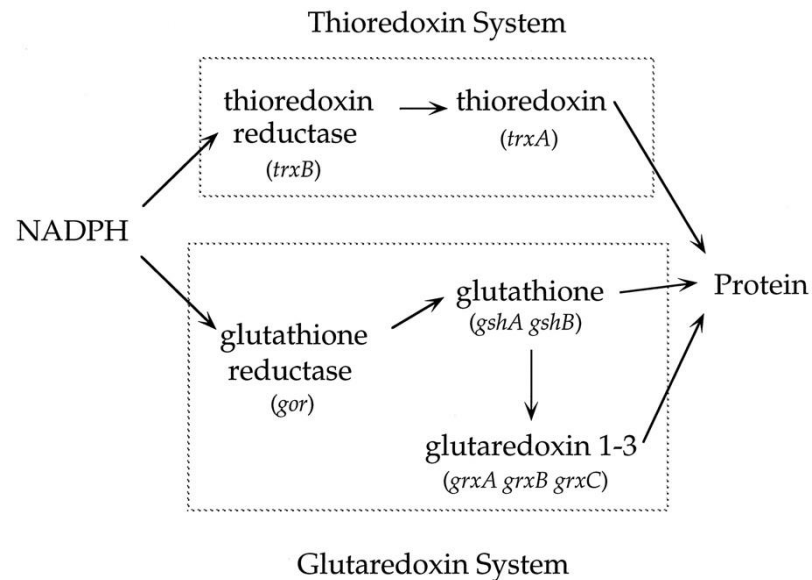 Thioredoxin System
thioredoxin
reductase
(trxB)
thioredoxin
(trxA)
NADPH
Protein
glutathione
reductase
(gor)
glutathione
(gshA gshB)
glutaredoxin 1-3
(grxA grxB grxC)
Glutaredoxin System